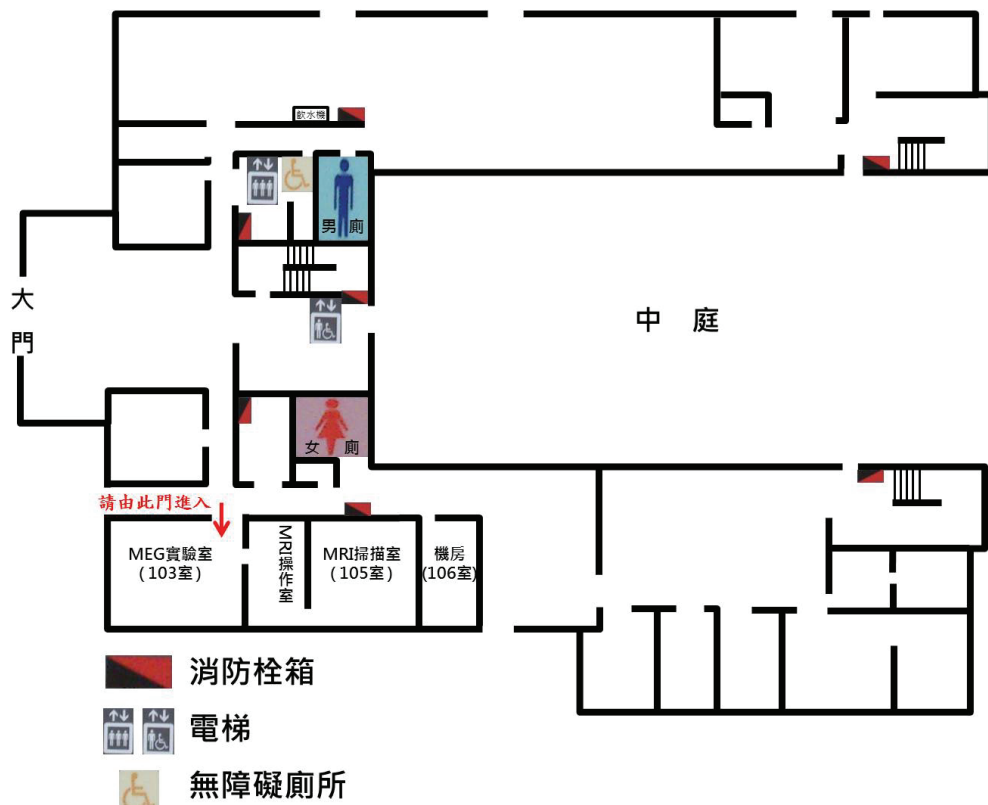 飲水機
男廁
大門
中庭
女廁
請由此門進入
MEG實驗室
(103室)
MRI操作室
MRI掃描室
(105室)
機房
(106室)
消防栓箱
電梯
無障礙廁所